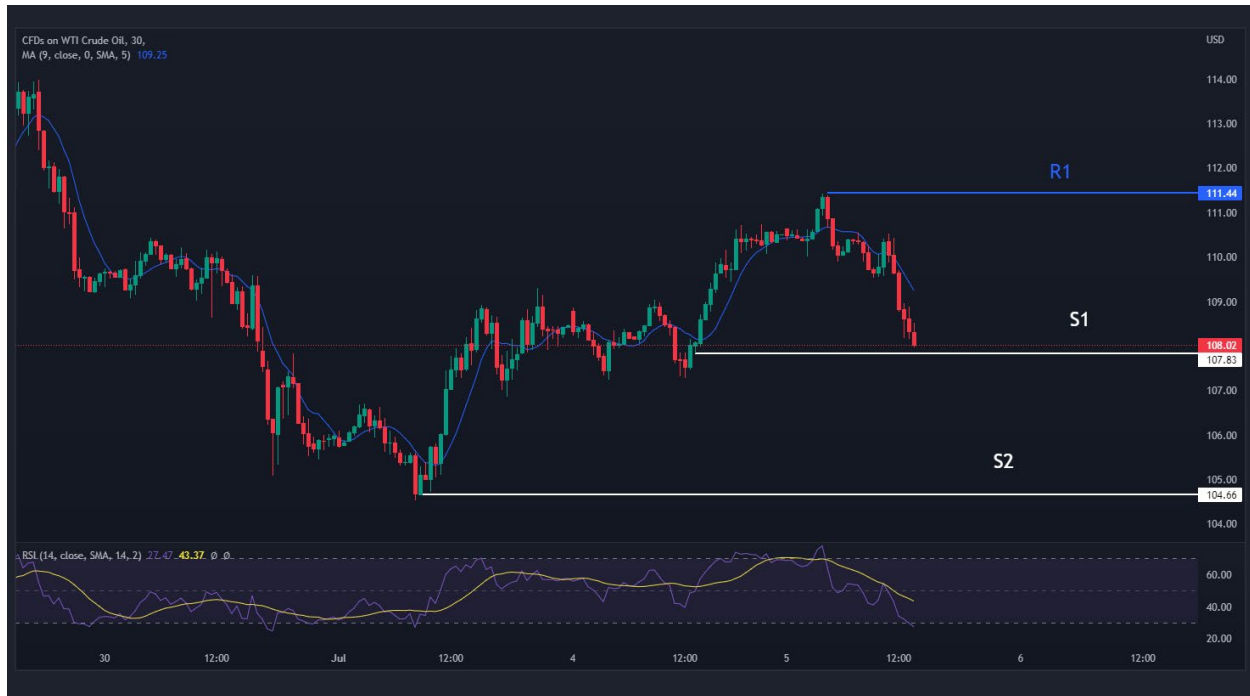 CFDs on WTI Crude Oil, 30,
MA (9, close, 0, SMA, 5) 109.25
USD
114.00
113.00
112.00
R1
111.44
111.00
110.00
109.00
S1
108.02
107.83
107.00
106.00
S2
105.00
104.66
104.00
RSI (14, close, SMA, 14, 2) 27.47 43.37 Ø Ø
60.00
40.00
20.00
30 12:00 Jul 12:00 4 12:00 5 12:00 6 12:00